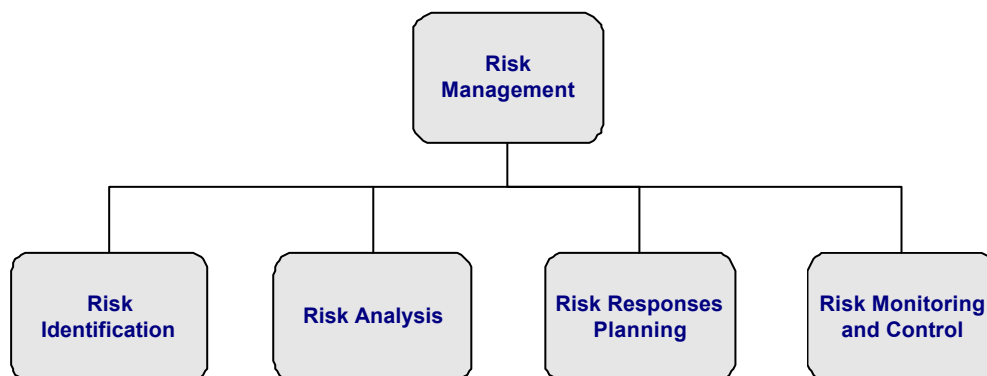 Risk
Management
Risk
Identification
Risk Analysis
Risk Responses
Planning
Risk Monitoring
and Control